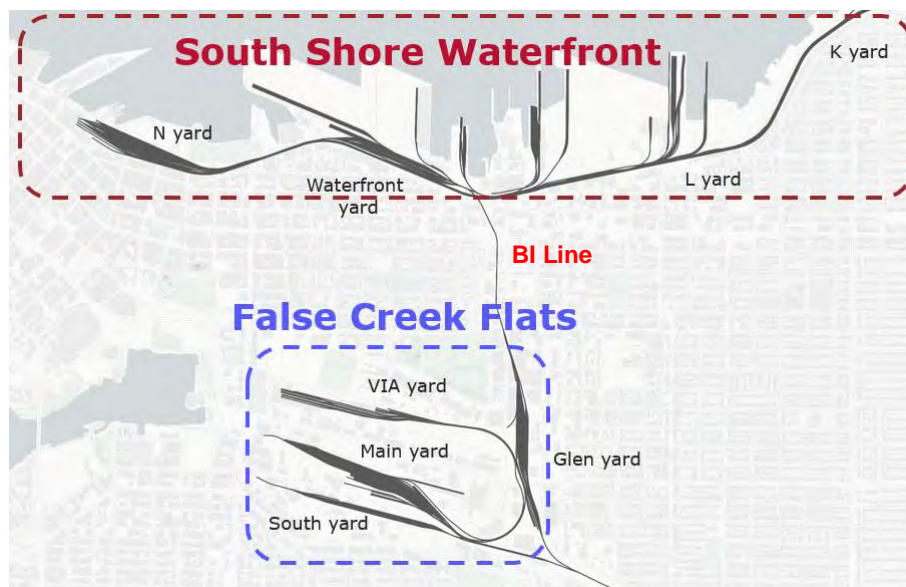 South Shore Waterfront
K yard
N yard
Waterfront
yard
L yard
BI Line
False Creek Flats
VIA yard
Main yard
Glen yard
South yard